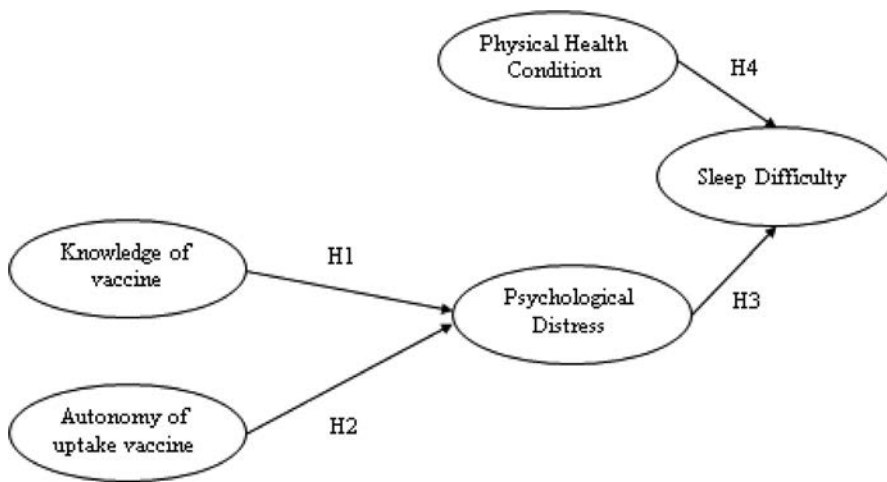 Physical Health
Condition
H4
Sleep Difficulty
Knowledge of
vaccine
H1
Psychological
Distress
H3
Autonomy of
uptake vaccine
H2